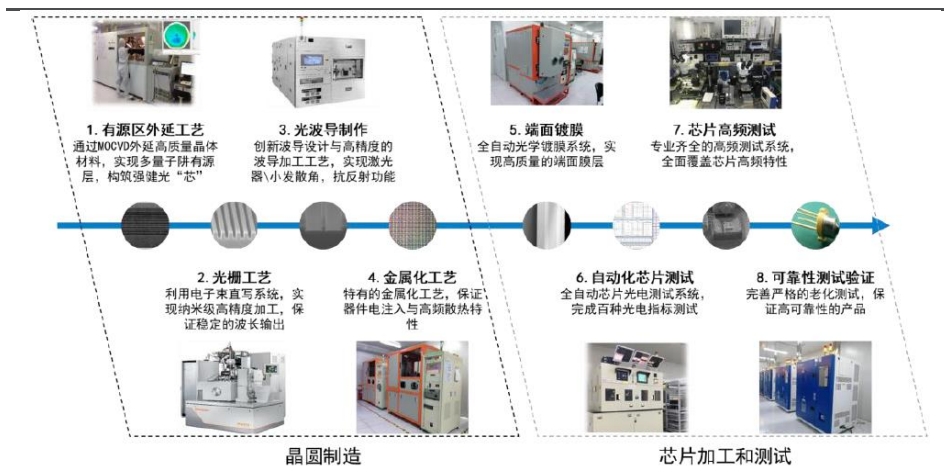 1. 有源区外延工艺
通过MOCVD外延高质量晶体
材料，实现多量子阱有源
层，构筑强健光“芯”
3. 光波导制作
创新波导设计与高精度的
波导加工工艺，实现激光
器\小发散角，抗反射功能
5. 端面镀膜
全自动光学镀膜系统，实
现高质量的端面膜层
7. 芯片高频测试
专业齐全的高频测试系统，
全面覆盖芯片高频特性
2. 光栅工艺
利用电子束直写系统，实
现纳米级高精度加工，保
证稳定的波长输出
4. 金属化工艺
特有的金属化工艺，保证
器件电注入与高频散热特
性
6. 自动化芯片测试
全自动芯片光电测试系统，
完成百种光电指标测试
8. 可靠性测试验证
完善严格的老化测试，保
证高可靠性的产品
晶圆制造
芯片加工和测试